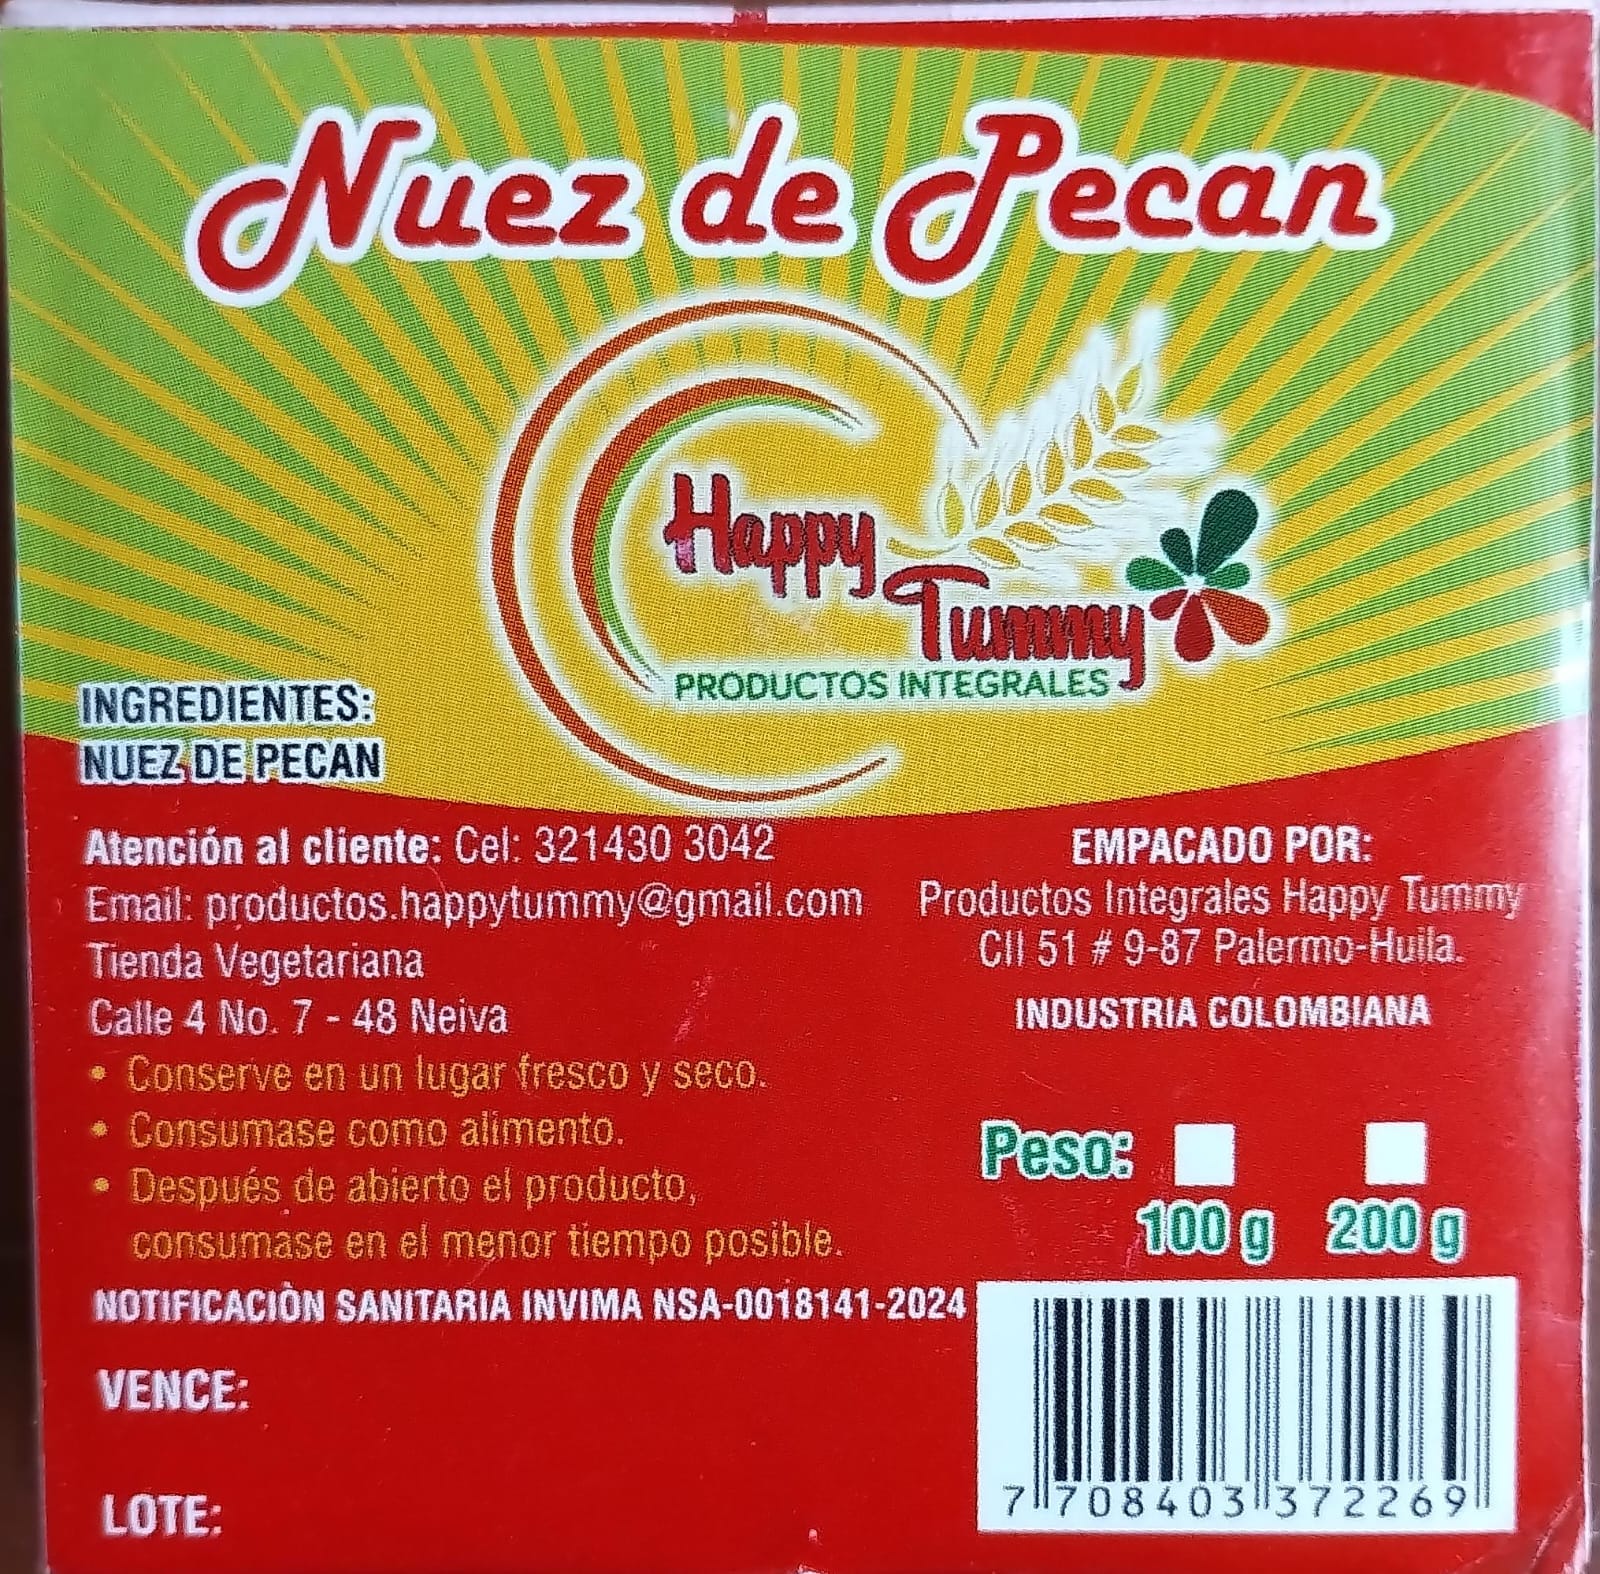 Nuez de Pecan
Happy
Tummy
PRODUCTOS INTEGRALES
INGREDIENTES:
NUEZ DE PECAN
Atención al cliente: Cel: 321430 3042
Email: productos.happytummy@gmail.com
Tienda Vegetariana
Calle 4 No. 7 - 48 Neiva
• Conserve en un lugar fresco y seco.
• Consumase como alimento.
• Después de abierto el producto,
consumase en el menor tiempo posible.
NOTIFICACIÒN SANITARIA INVIMA NSA-0018141-2024
VENCE:
LOTE:
EMPACADO POR:
Productos Integrales Happy Tummy
Cll 51 # 9-87 Palermo-Huila.
INDUSTRIA COLOMBIANA
Peso:
100 g 200 g
7 708403 372269